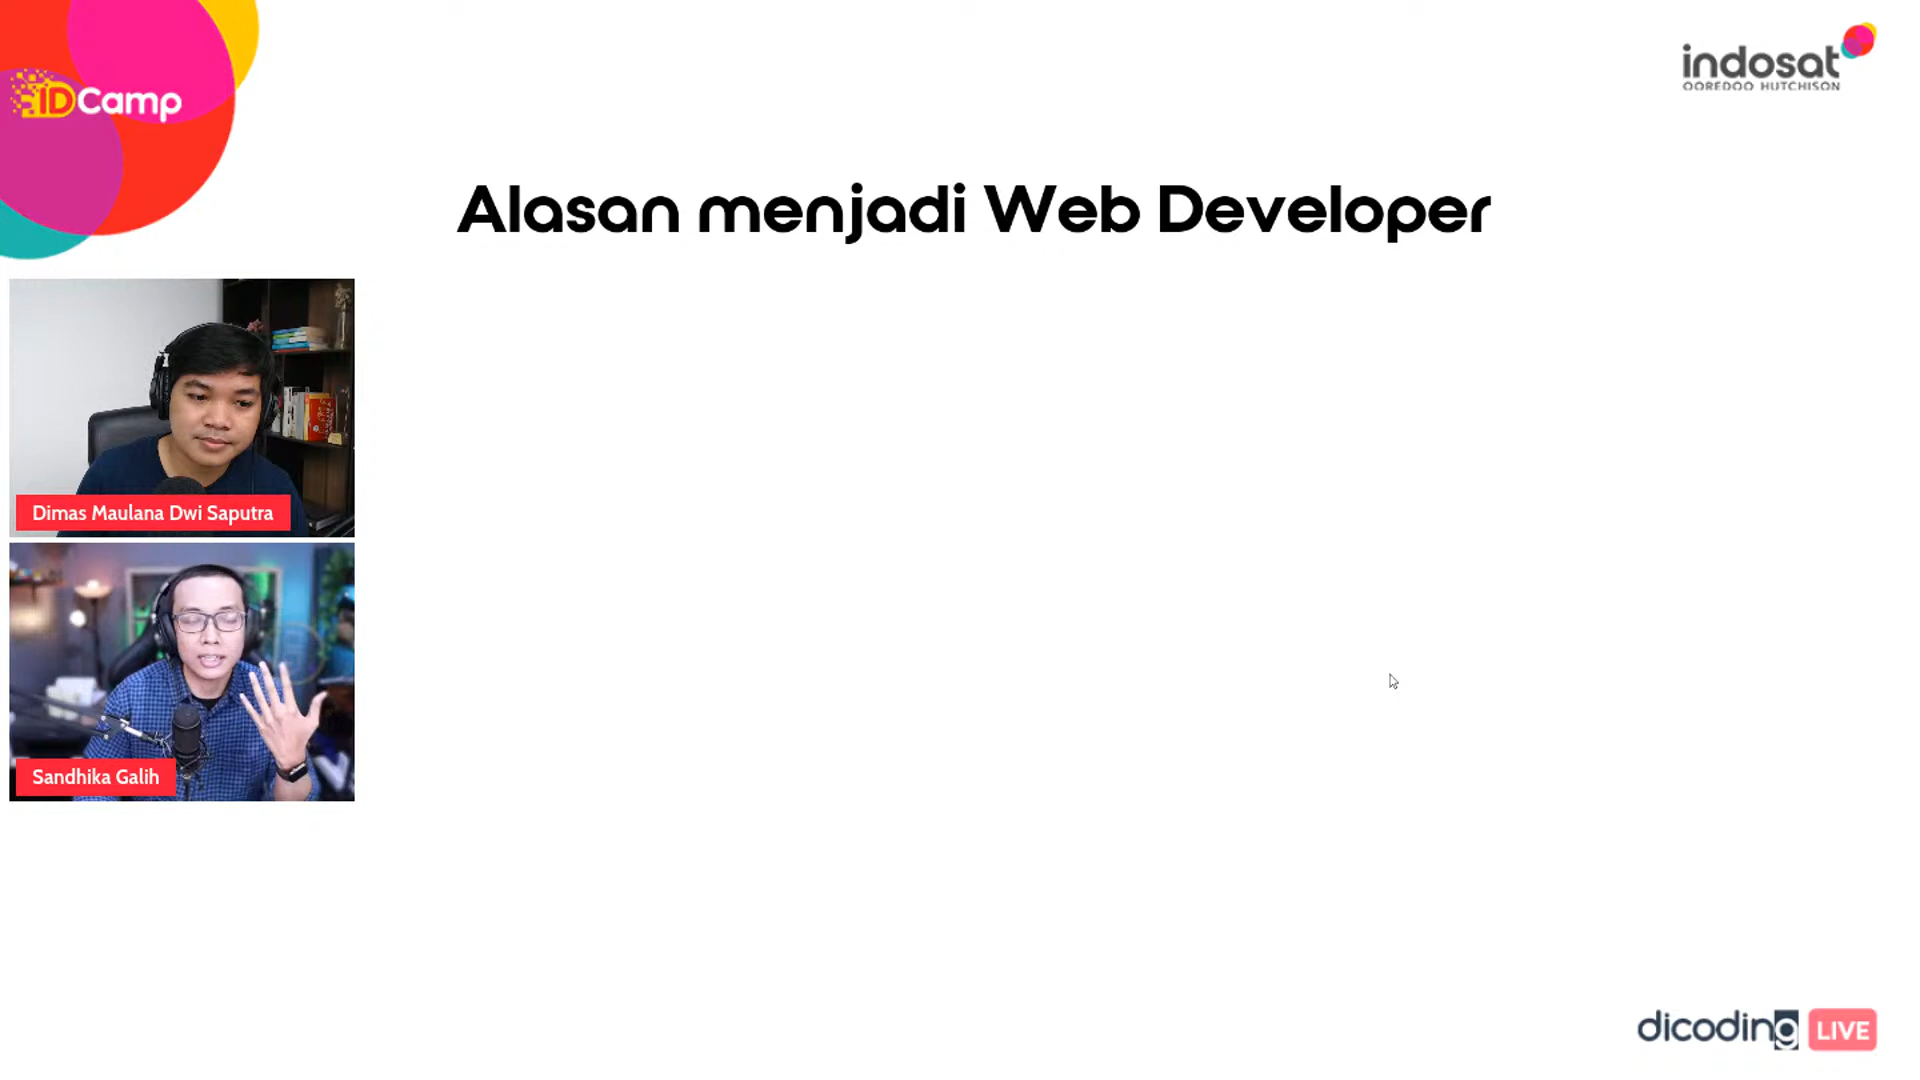 IDCamp
indosat
OOREDOO HUTCHISON
Alasan menjadi Web Developer
Dimas Maulana Dwi Saputra
Sandhika Galih
dicoding LIVE